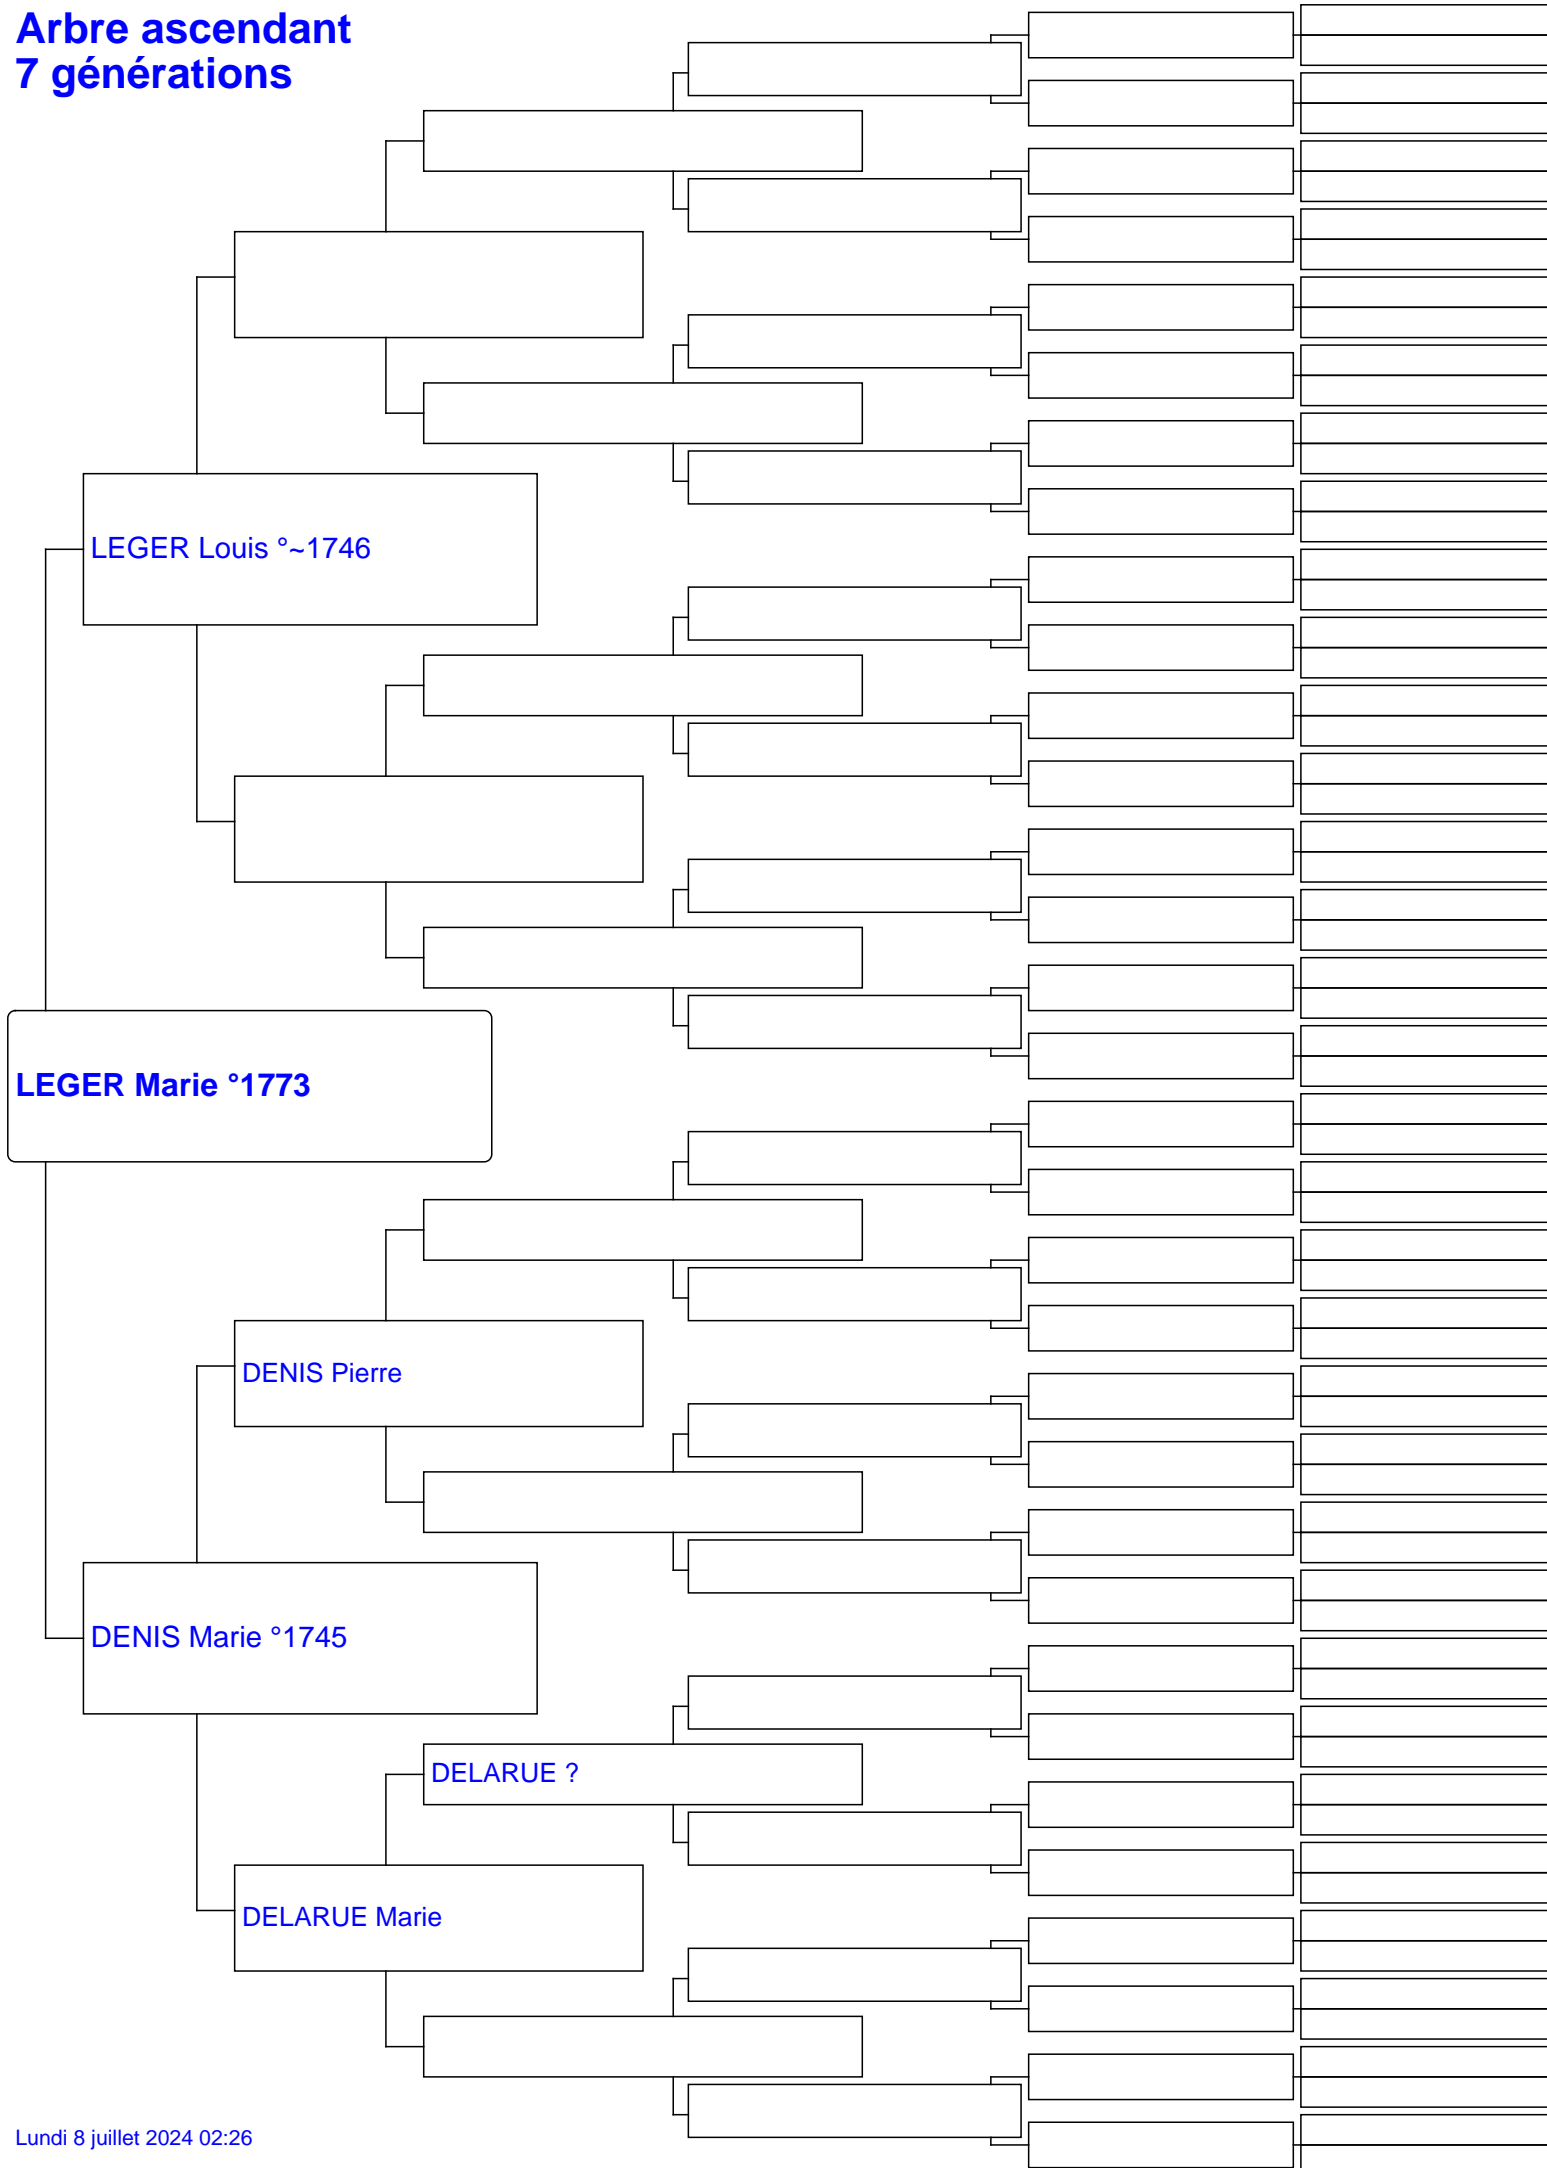 Arbre ascendant
7 générations
LEGER Louis °~1746
LEGER Marie °1773
DENIS Pierre
DENIS Marie °1745
DELARUE ?
DELARUE Marie
Lundi 8 juillet 2024 02:26